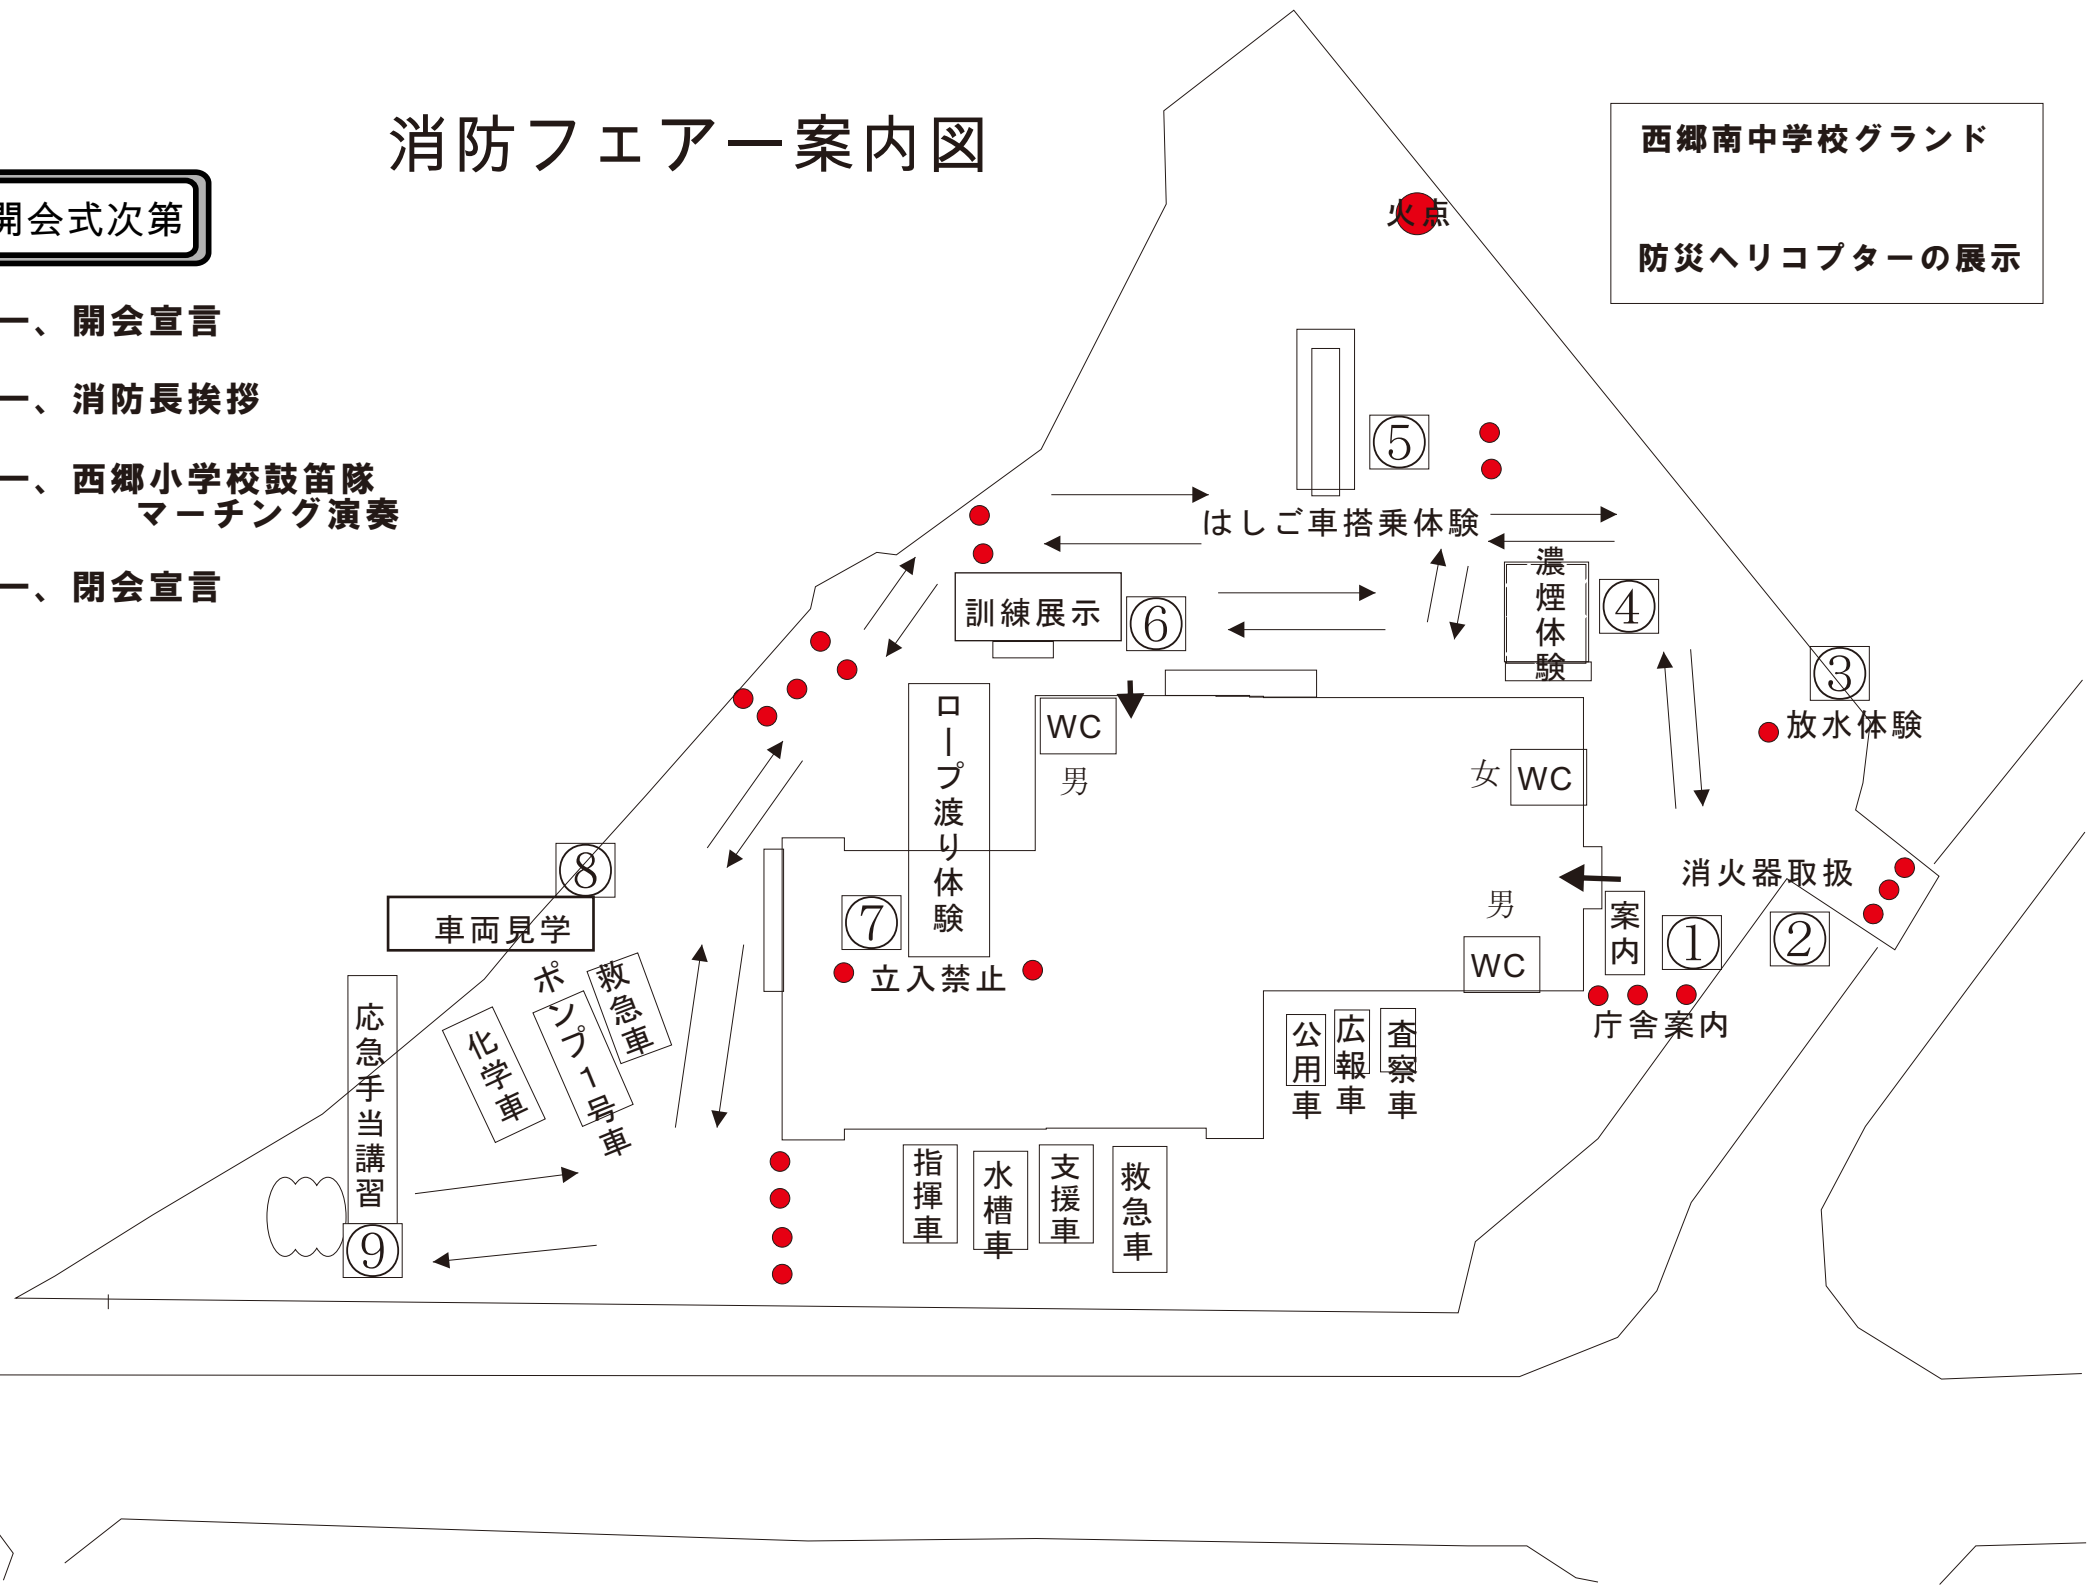 消防フェアー案内図
開会式次第
一、開会宣言
一、消防長挨拶
一、西郷小学校鼓笛隊
マーチング演奏
一、閉会宣言
西郷南中学校グランド
防災ヘリコプターの展示
火点
⑤
はしご車搭乗体験
濃煙体験
④
訓練展示
⑥
③
放水体験
ロープ渡り体験
WC
男
女
WC
⑧
車両見学
⑦
立入禁止
消火器取扱
男
WC
案内
①
②
庁舎案内
応急手当講習
⑨
化学車
ポンプ1号車
救急車
公用車
広報車
査察車
指揮車
水槽車
支援車
救急車